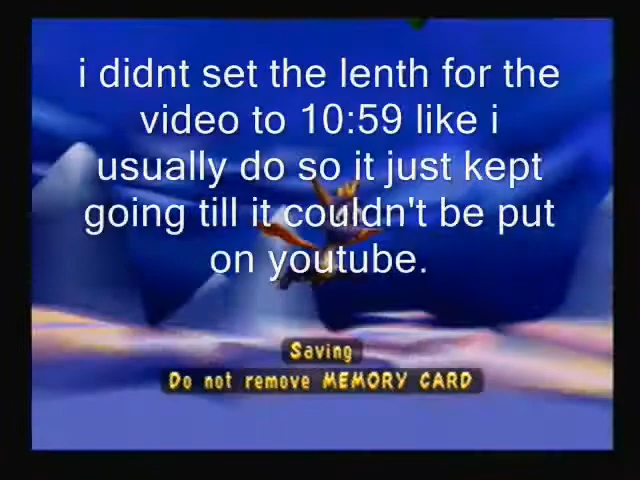 i didnt set the lenth for the
video to 10:59 like i
usually do so it just kept
going till it couldn't be put
on youtube.
Saving
Do not remove MEMORY CARD